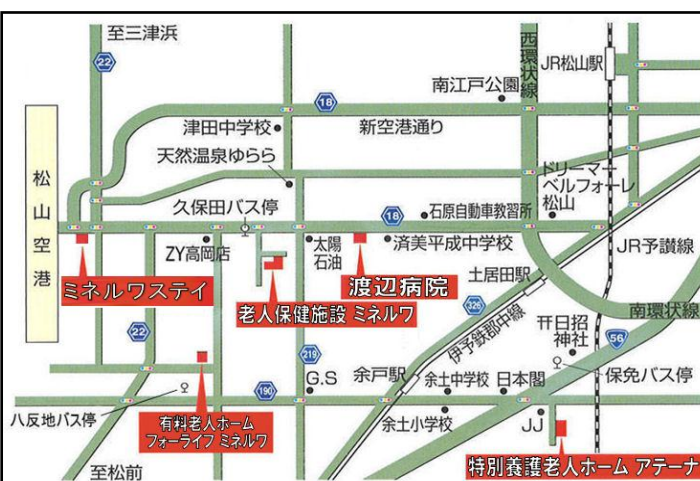 至三津浜
22
西環状線
JR松山駅
南江戸公園
18
津田中学校
新空港通り
天然温泉ゆらら
松山空港
久保田バス停
18
石原自動車教習所
ドリーマー
ベルフォーレ
松山
ZY高岡店
太陽
石油
済美平成中学校
JR予讃線
土居田駅
ミネルワステイ
老人保健施設 ミネルワ
渡辺病院
326
伊予鉄郡中線
南環状線
22
219
日招
神社
56
余戸駅
190
G.S
余土中学校
日本閣
保免バス停
八反地バス停
有料老人ホーム
フォーライフ ミネルワ
余土小学校
JJ
至松前
特別養護老人ホーム アテーナ